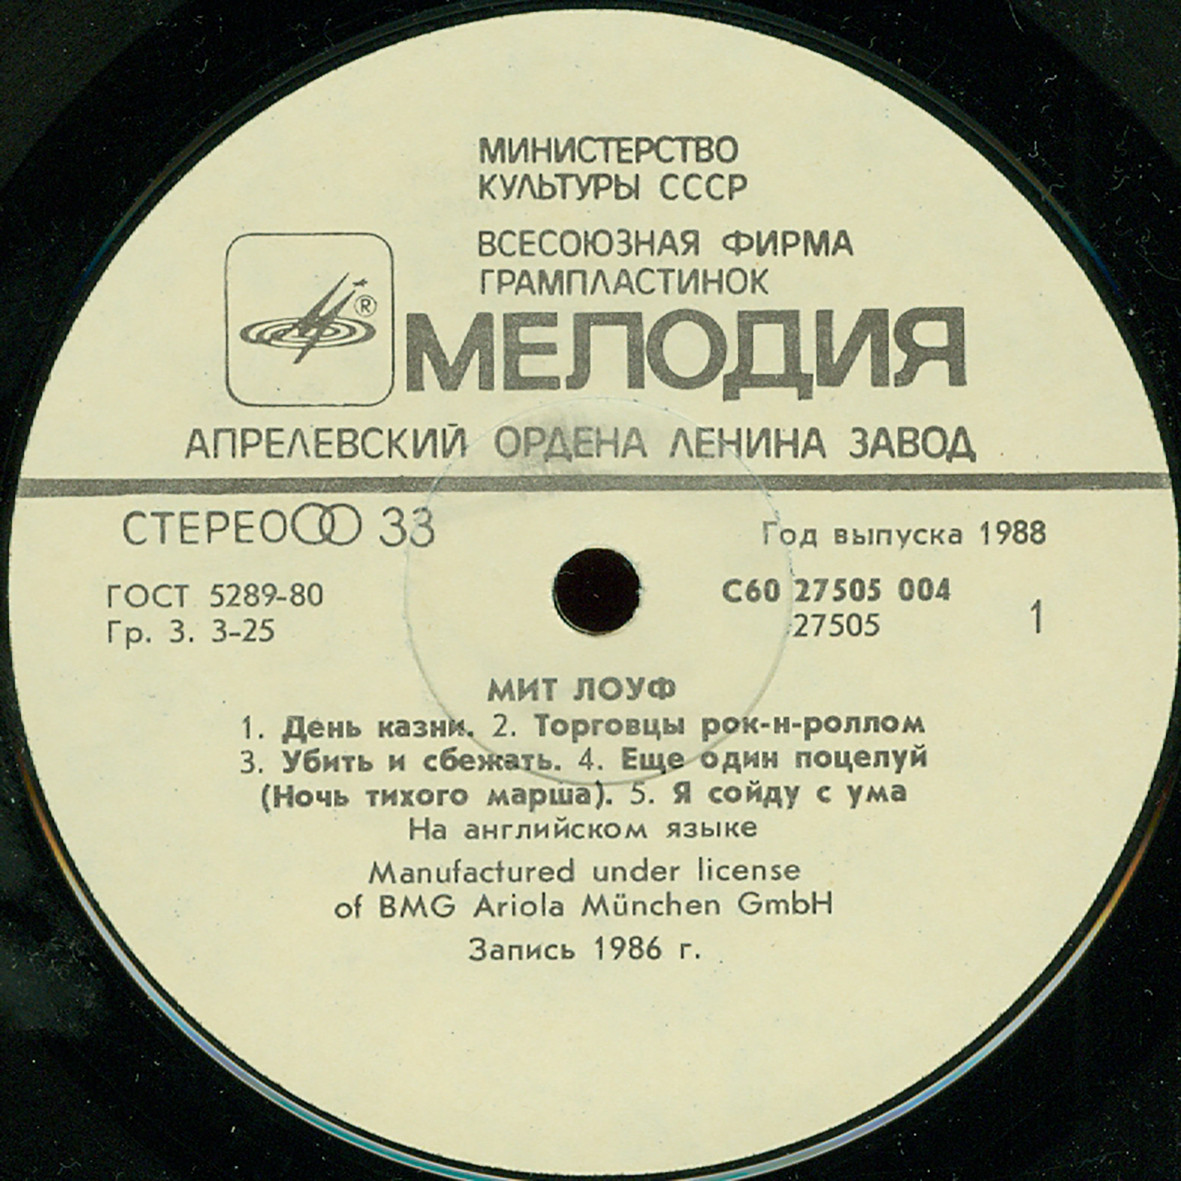 МИНИСТЕРСТВО
КУЛЬТУРЫ СССР
ВСЕСОЮЗНАЯ ФИРМА
ГРАМПЛАСТИНОК
®
МЕЛОДИЯ
АПРЕЛЕВСКИЙ ОРДЕНА ЛЕНИНА ЗАВОД
СТЕРЕО 33
Год выпуска 1988
ГОСТ 5289-80
С60 27505 004
Гр. 3. 3-25
27505
1
МИТ ЛОУФ
1. День казни. 2. Торговцы рок-н-роллом
3. Убить и сбежать. 4. Еще один поцелуй
(Ночь тихого марша). 5. Я сойду с ума
На английском языке
Manufactured under license
of BMG Ariola München GmbH
Запись 1986 г.